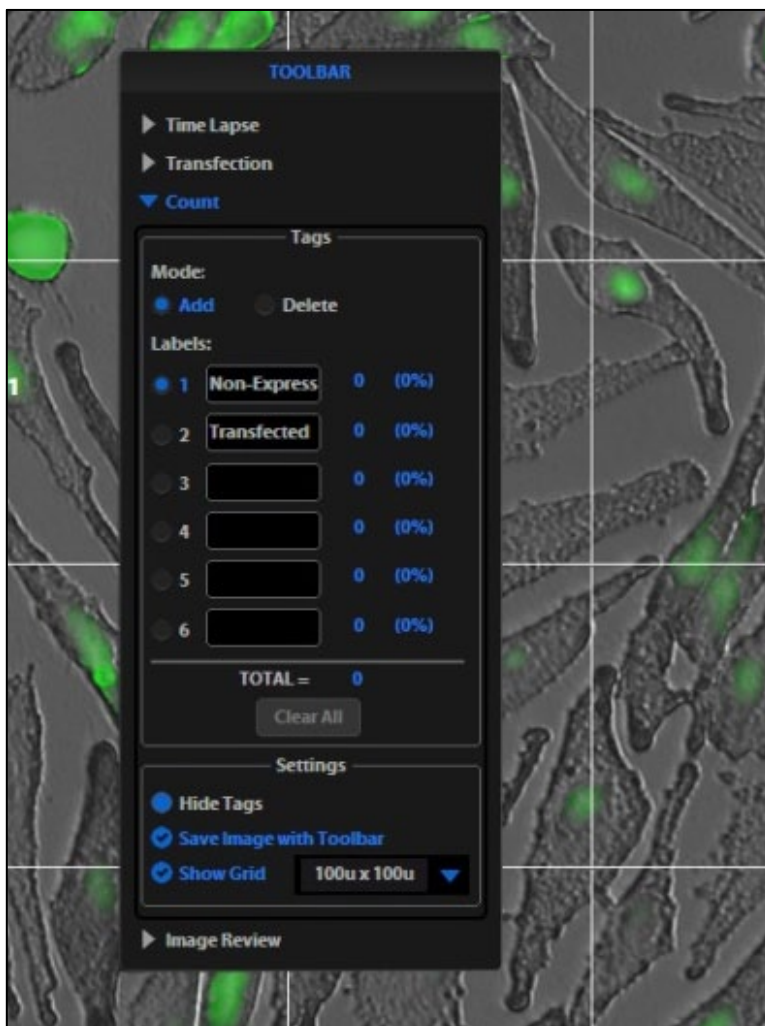 TOOLBAR
Time Lapse
Transfection
Count
Tags
Mode:
Add Delete
Labels:
1 Non-Express 0 (0%)
2 Transfected 0 (0%)
3 0 (0%)
4 0 (0%)
5 0 (0%)
6 0 (0%)
TOTAL = 0
Clear All
Settings
Hide Tags
Save Image with Toolbar
Show Grid 100u x 100u
Image Review
1